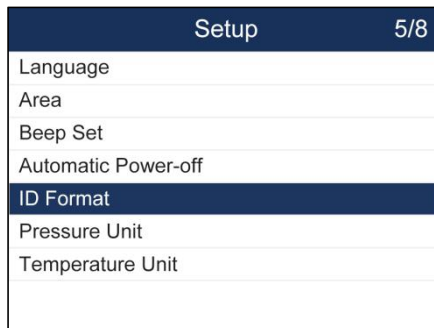 Setup 5/8
Language
Area
Beep Set
Automatic Power-off
ID Format
Pressure Unit
Temperature Unit